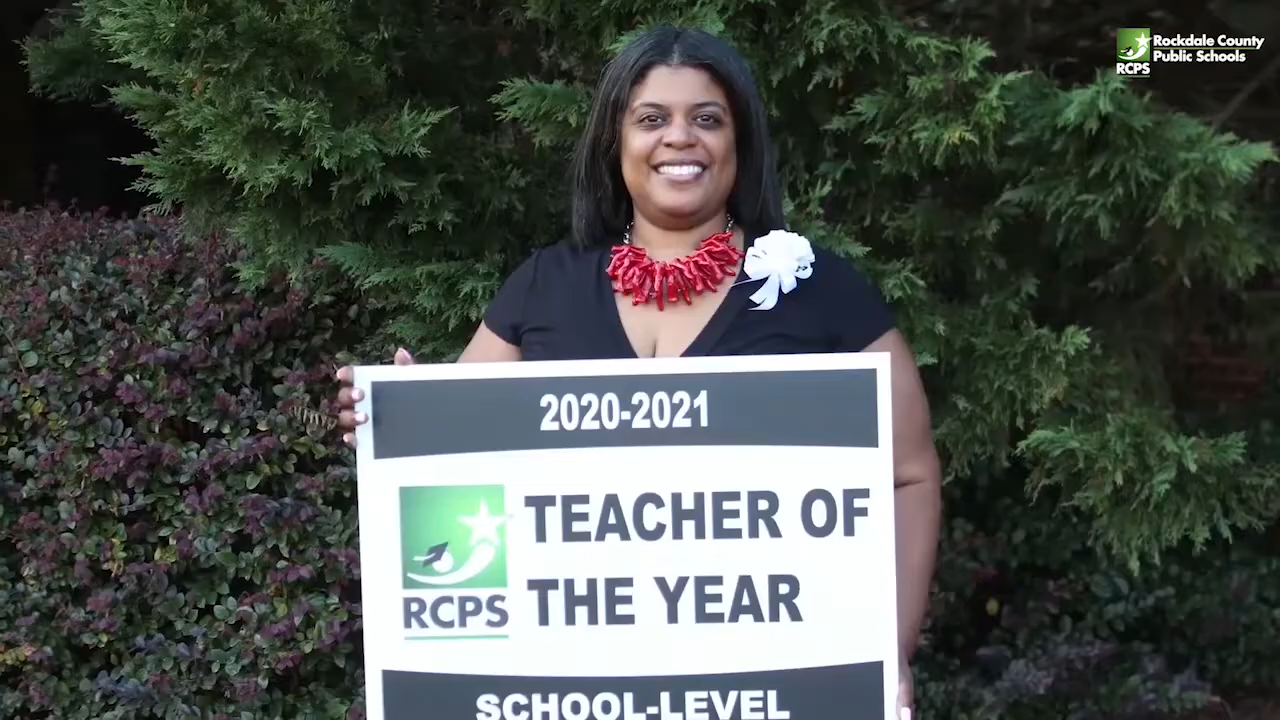 Rockdale County
Public Schools
RCPS
2020-2021
TEACHER OF
THE YEAR
RCPS
SCHOOL-LEVEL